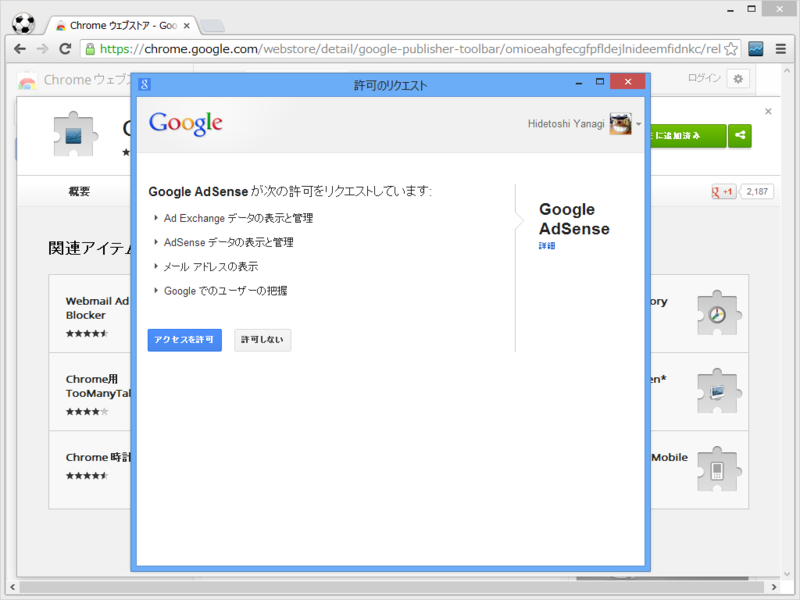 Chrome ウェブストア - Goo
https://chrome.google.com/webstore/detail/google-publisher-toolbar/omioeahgfecgfpfldejlnideemfidnkc/rel
Chrome ウェブ
ログイン
許可のリクエスト
Google
Hidetoshi Yanagi
に追加済み
概要
+1
2,187
Google AdSense が次の許可をリクエストしています:
Ad Exchange データの表示と管理
AdSense データの表示と管理
メール アドレスの表示
Google でのユーザーの把握
アクセスを許可
許可しない
Google
AdSense
詳細
関連アイテム
Webmail Ad
Blocker
ory
Chrome用
TooManyTal
en*
Chrome 時計
Mobile